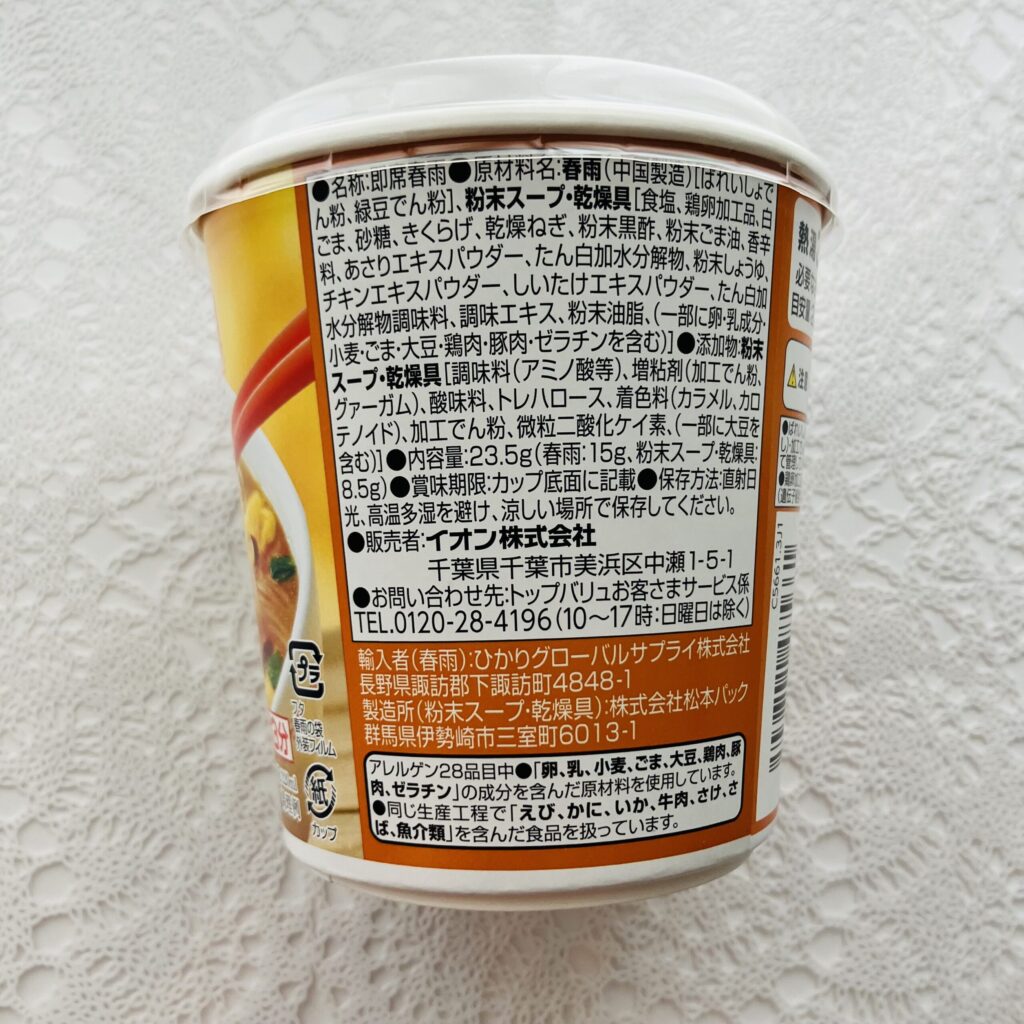 ●名称:即席春雨●原材料名:春雨(中国製造)[ばれいしょで
ん粉、緑豆でん粉]、粉末スープ・乾燥具[食塩、鶏卵加工品、白
ごま、砂糖、きくらげ、乾燥ねぎ、粉末黒酢、粉末ごま油、香辛
料、あさりエキスパウダー、たん白加水分解物、粉末しょうゆ、
チキンエキスパウダー、しいたけエキスパウダー、たん白加
水分解物調味料、調味エキス、粉末油脂、(一部に卵・乳成分・
小麦・ごま・大豆・鶏肉・豚肉・ゼラチンを含む)]●添加物:粉末
スープ・乾燥具[調味料(アミノ酸等)、増粘剤(加工でん粉、
グァーガム)、酸味料、トレハロース、着色料(カラメル、カロ
テノイド)、加工でん粉、微粒二酸化ケイ素、(一部に大豆を
含む)]●内容量:23.5g(春雨:15g、粉末スープ・乾燥具:
8.5g)●賞味期限:カップ底面に記載●保存方法:直射日
光、高温多湿を避け、涼しい場所で保存してください。
●販売者:イオン株式会社
千葉県千葉市美浜区中瀬1-5-1
●お問い合わせ先:トップバリュお客さまサービス係
TEL.0120-28-4196(10〜17時:日曜日は除く)
輸入者(春雨):ひかりグローバルサプライ株式会社
長野県諏訪郡下諏訪町4848-1
製造所(粉末スープ・乾燥具):株式会社松本パック
群馬県伊勢崎市三室町6013-1
アレルゲン28品目中●「卵、乳、小麦、ごま、大豆、鶏肉、豚
肉、ゼラチン」の成分を含んだ原材料を使用しています。
●同じ生産工程で「えび、かに、いか、牛肉、さけ、さ
ば、魚介類」を含んだ食品を扱っています。
プラ
フタ
春雨の袋
外装フィルム
紙
カップ
分
熱湯
必要な
目安量
注意
C5661.3J1